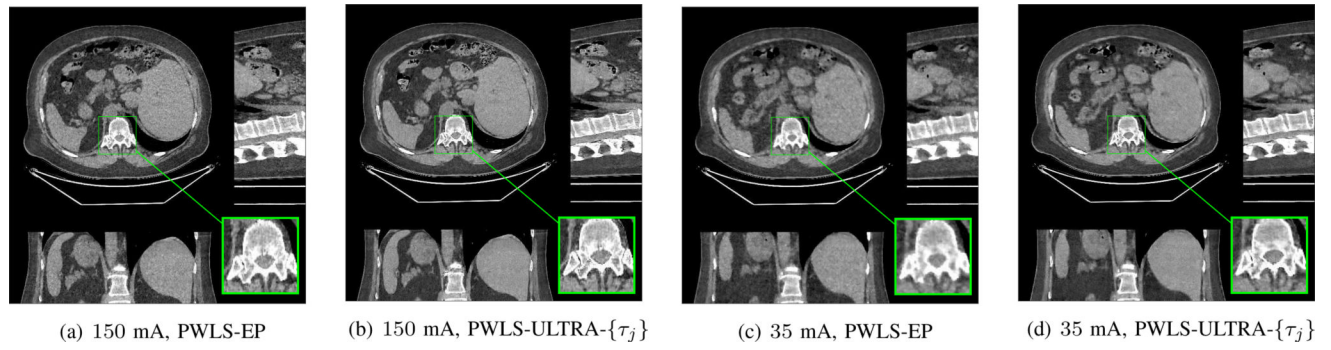 (a) 150 mA, PWLS-EP
(b) 150 mA, PWLS-ULTRA-{τj}
(c) 35 mA, PWLS-EP
(d) 35 mA, PWLS-ULTRA-{τj}